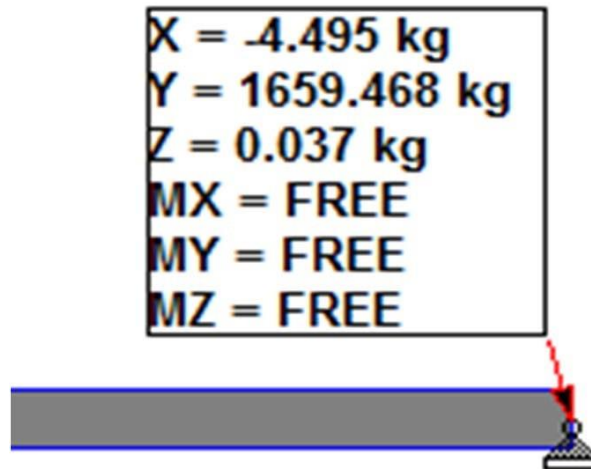 X = -4.495 kg
Y = 1659.468 kg
Z = 0.037 kg
MX = FREE
MY = FREE
MZ = FREE